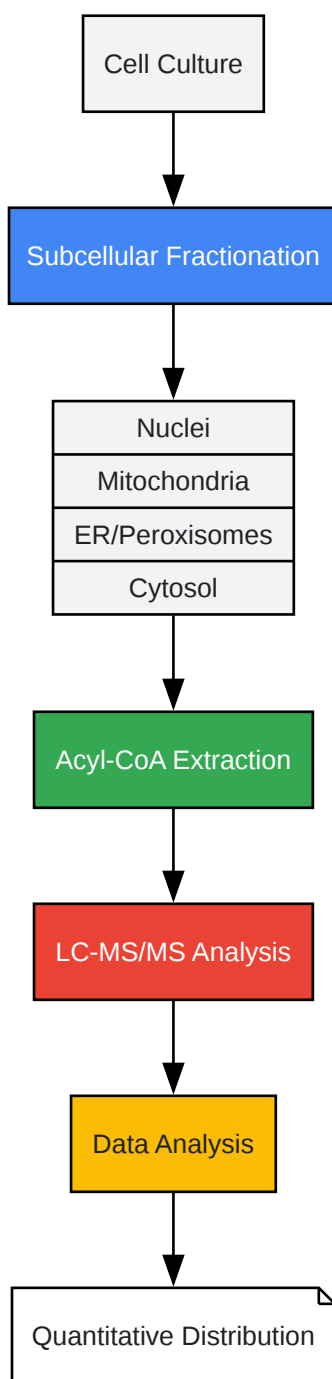 Cell Culture
Subcellular Fractionation
Nuclei
Mitochondria
ER/Peroxisomes
Cytosol
Acyl-CoA Extraction
LC-MS/MS Analysis
Data Analysis
Quantitative Distribution